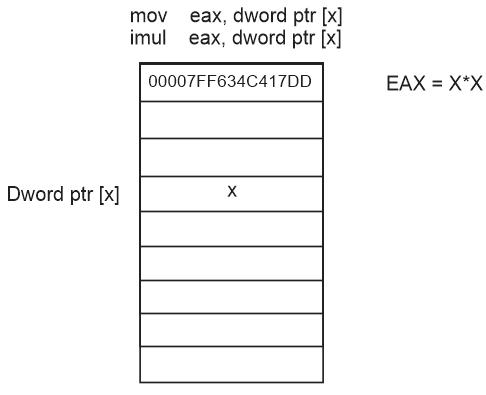 mov eax, dword ptr [x]
imul eax, dword ptr [x]
00007FF634C417DD
EAX = X*X
Dword ptr [x]
x